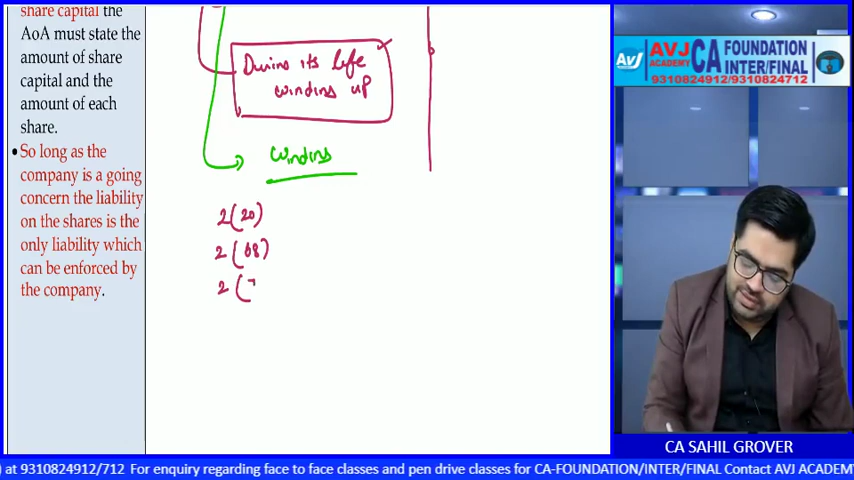 share capital the
AoA must state the
amount of share
capital and the
amount of each
share.
• So long as the
company is a going
concern the liability
on the shares is the
only liability which
can be enforced by
the company.
During its life
winding up
winding
2(20)
2(68)
2(
AVJ
ACADEMY
CA
FOUNDATION
INTER/FINAL
9310824912/9310824712
AVJ
CA SAHIL GROVER
) at 9310824912/712 For enquiry regarding face to face classes and pen drive classes for CA-FOUNDATION/INTER/FINAL Contact AVJ ACADEMY